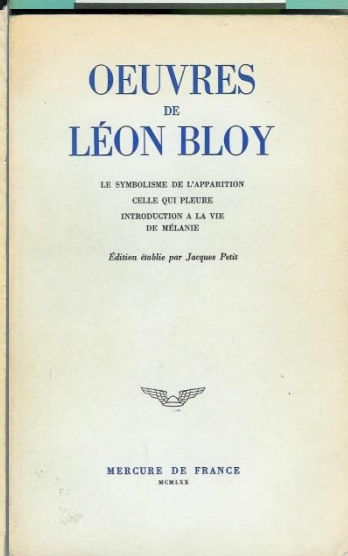 OEUVRES
DE
LÉON BLOY
LE SYMBOLISME DE L'APPARITION
CELLE QUI PLEURE
INTRODUCTION A LA VIE
DE MÉLANIE
Édition établie par Jacques Petit
MERCURE DE FRANCE
MCMLXX